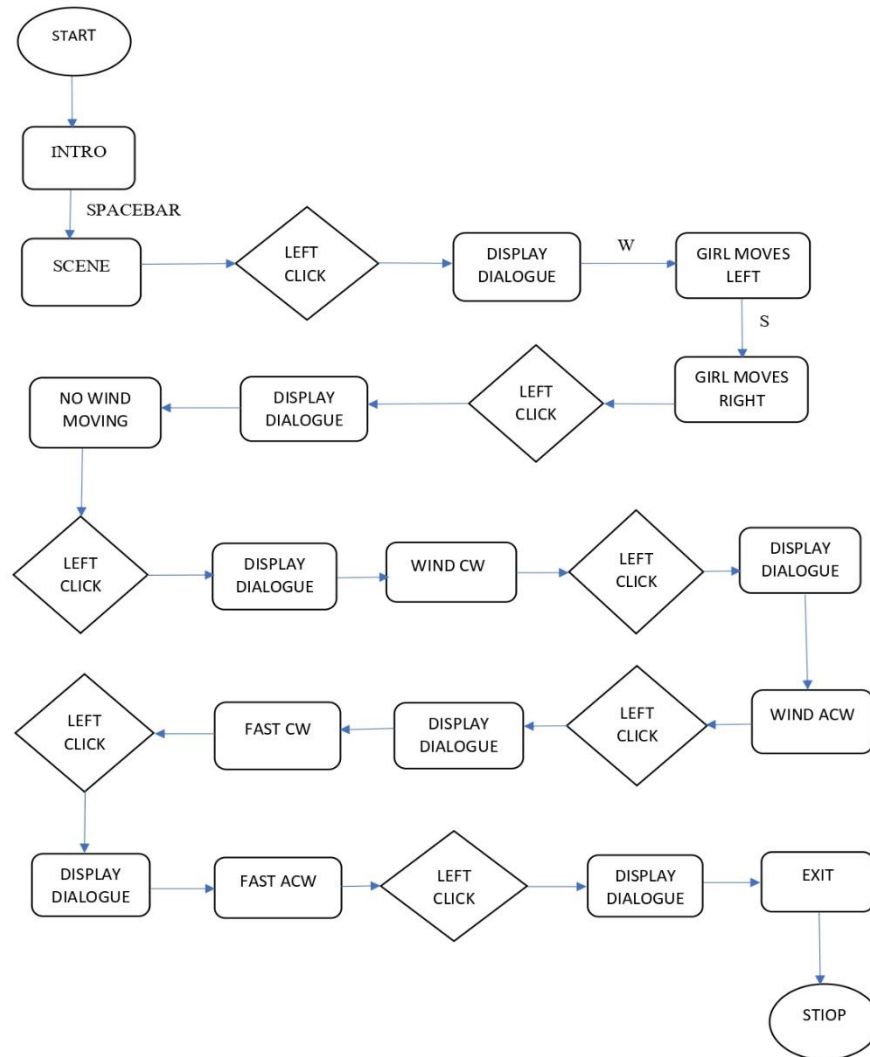 START
INTRO
SPACEBAR
SCENE
LEFT
CLICK
DISPLAY
DIALOGUE
W
GIRL MOVES
LEFT
S
GIRL MOVES
RIGHT
LEFT
CLICK
DISPLAY
DIALOGUE
NO WIND
MOVING
LEFT
CLICK
DISPLAY
DIALOGUE
WIND CW
LEFT
CLICK
DISPLAY
DIALOGUE
WIND ACW
LEFT
CLICK
DISPLAY
DIALOGUE
FAST CW
LEFT
CLICK
DISPLAY
DIALOGUE
FAST ACW
LEFT
CLICK
DISPLAY
DIALOGUE
EXIT
STIOP